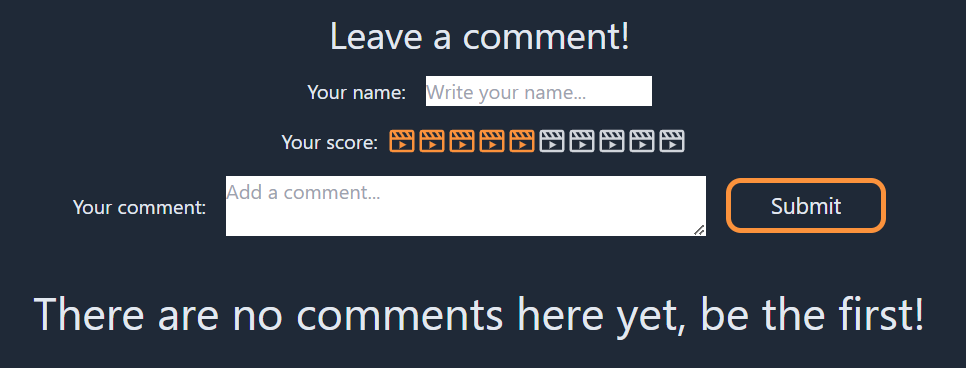 Leave a comment!
Your name: Write your name...
Your score:
Your comment: Add a comment... Submit
There are no comments here yet, be the first!